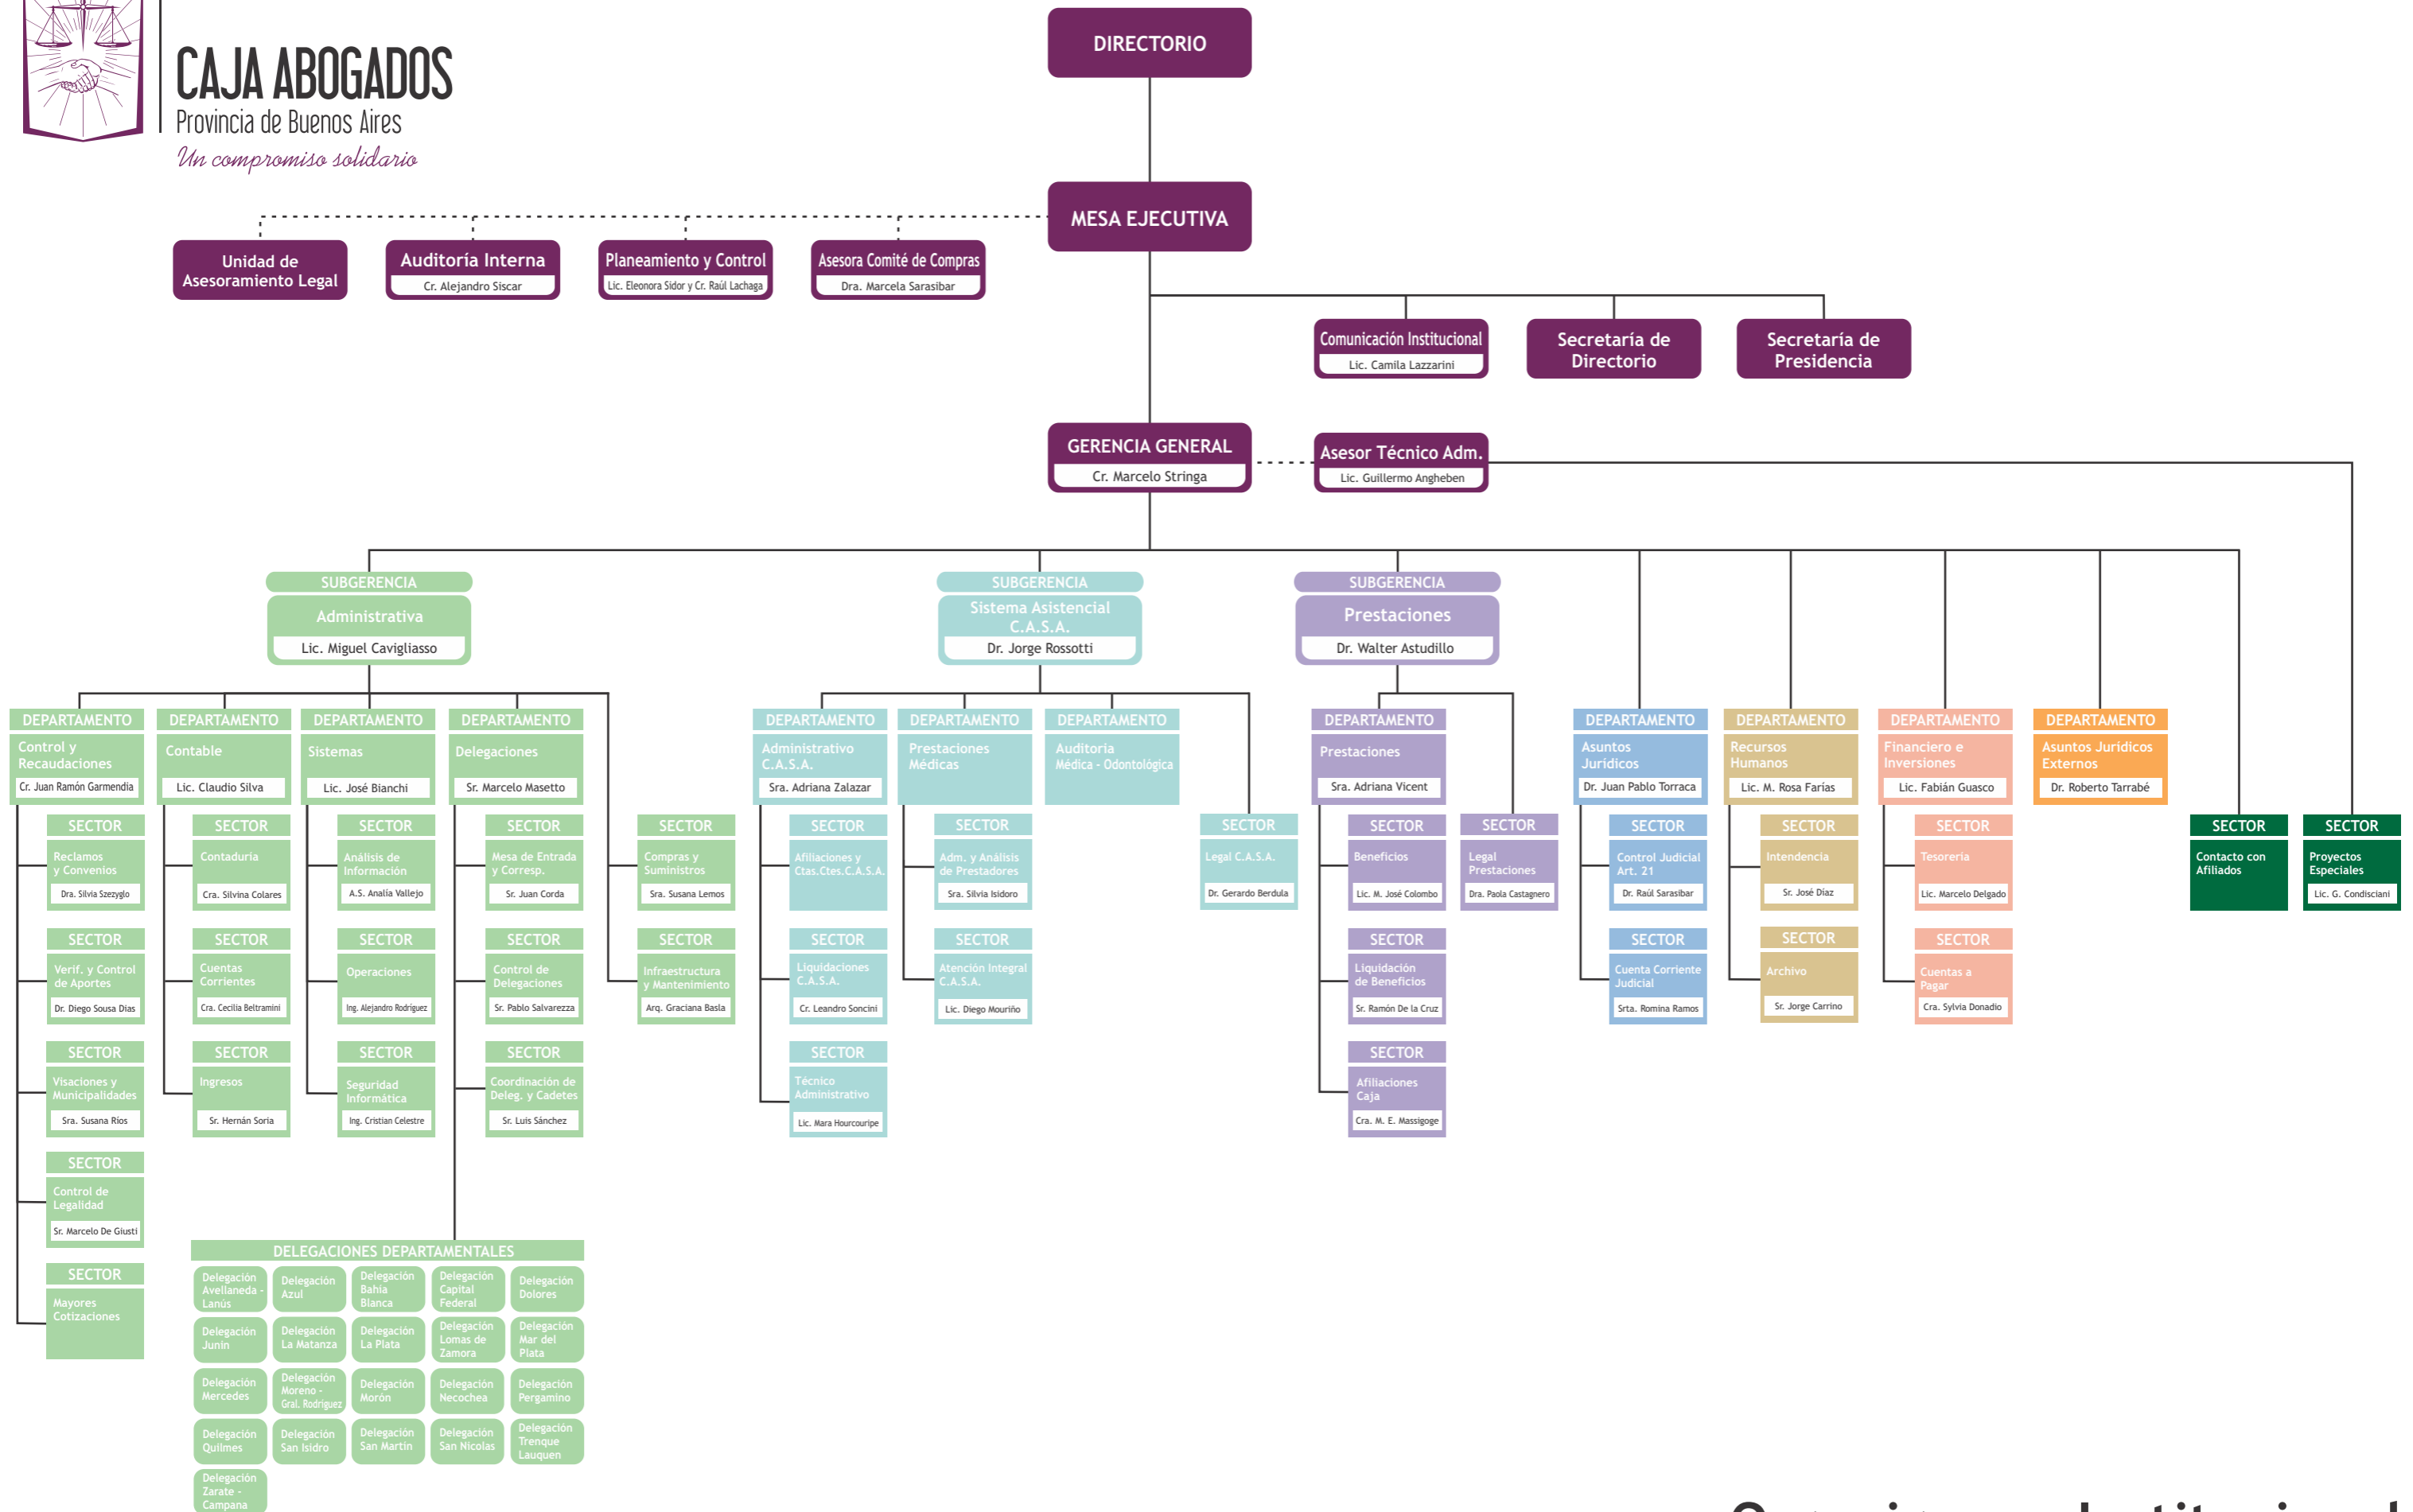 CAJA ABOGADOS
Provincia de Buenos Aires
Un compromiso solidario
DIRECTORIO
MESA EJECUTIVA
Unidad de
Asesoramiento Legal
Auditoría Interna
Cr. Alejandro Siscar
Planeamiento y Control
Lic. Eleonora Sidor y Cr. Raúl Lachaga
Asesora Comité de Compras
Dra. Marcela Sarasibar
Comunicación Institucional
Lic. Camila Lazzarini
Secretaría de
Directorio
Secretaría de
Presidencia
GERENCIA GENERAL
Cr. Marcelo Stringa
Asesor Técnico Adm.
Lic. Guillermo Angheben
SUBGERENCIA
Administrativa
Lic. Miguel Cavigliasso
SUBGERENCIA
Sistema Asistencial
C.A.S.A.
Dr. Jorge Rossotti
SUBGERENCIA
Prestaciones
Dr. Walter Astudillo
DEPARTAMENTO
Control y
Recaudaciones
Cr. Juan Ramón Garmendia
DEPARTAMENTO
Contable
Lic. Claudio Silva
DEPARTAMENTO
Sistemas
Lic. José Bianchi
DEPARTAMENTO
Delegaciones
Sr. Marcelo Masetto
DEPARTAMENTO
Administrativo
C.A.S.A.
Sra. Adriana Zalazar
DEPARTAMENTO
Prestaciones
Médicas
DEPARTAMENTO
Auditoría
Médica - Odontológica
DEPARTAMENTO
Prestaciones
Sra. Adriana Vicent
DEPARTAMENTO
Asuntos
Jurídicos
Dr. Juan Pablo Torraca
DEPARTAMENTO
Recursos
Humanos
Lic. M. Rosa Farías
DEPARTAMENTO
Financiero e
Inversiones
Lic. Fabián Guasco
DEPARTAMENTO
Asuntos Jurídicos
Externos
Dr. Roberto Tarrabé
SECTOR
Reclamos
y Convenios
Dra. Silvia Szezyglo
SECTOR
Contaduría
Cra. Silvina Colares
SECTOR
Análisis de
Información
A.S. Analía Vallejo
SECTOR
Mesa de Entrada
y Corresp.
Sr. Juan Corda
SECTOR
Compras y
Suministros
Sra. Susana Lemos
SECTOR
Afiliaciones y
Ctas.Ctes.C.A.S.A.
SECTOR
Adm. y Análisis
de Prestadores
Sra. Silvia Isidoro
SECTOR
Legal C.A.S.A.
Dr. Gerardo Berdula
SECTOR
Beneficios
Lic. M. José Colombo
SECTOR
Legal
Prestaciones
Dra. Paola Castagnero
SECTOR
Control Judicial
Art. 21
Dr. Raúl Sarasibar
SECTOR
Intendencia
Sr. José Díaz
SECTOR
Tesorería
Lic. Marcelo Delgado
SECTOR
Contacto con
Afiliados
SECTOR
Proyectos
Especiales
Lic. G. Condisciani
SECTOR
Verif. y Control
de Aportes
Dr. Diego Sousa Dias
SECTOR
Cuentas
Corrientes
Cra. Cecilia Beltramini
SECTOR
Operaciones
Ing. Alejandro Rodríguez
SECTOR
Control de
Delegaciones
Sr. Pablo Salvarezza
SECTOR
Infraestructura
y Mantenimiento
Arq. Graciana Basla
SECTOR
Liquidaciones
C.A.S.A.
Cr. Leandro Soncini
SECTOR
Atención Integral
C.A.S.A.
Lic. Diego Mouriño
SECTOR
Liquidación
de Beneficios
Sr. Ramón De la Cruz
SECTOR
Cuenta Corriente
Judicial
Srta. Romina Ramos
SECTOR
Archivo
Sr. Jorge Carrino
SECTOR
Cuentas a
Pagar
Cra. Sylvia Donadio
SECTOR
Visaciones y
Municipalidades
Sra. Susana Ríos
SECTOR
Ingresos
Sr. Hernán Soria
SECTOR
Seguridad
Informática
Ing. Cristian Celestre
SECTOR
Coordinación de
Deleg. y Cadetes
Sr. Luis Sánchez
SECTOR
Técnico
Administrativo
Lic. Mara Hourcouripe
SECTOR
Afiliaciones
Caja
Cra. M. E. Massigoge
SECTOR
Control de
Legalidad
Sr. Marcelo De Giusti
SECTOR
Mayores
Cotizaciones
DELEGACIONES DEPARTAMENTALES
Delegación
Avellaneda -
Lanús
Delegación
Azul
Delegación
Bahía
Blanca
Delegación
Capital
Federal
Delegación
Dolores
Delegación
Junín
Delegación
La Matanza
Delegación
La Plata
Delegación
Lomas de
Zamora
Delegación
Mar del
Plata
Delegación
Mercedes
Delegación
Moreno -
Gral. Rodríguez
Delegación
Morón
Delegación
Necochea
Delegación
Pergamino
Delegación
Quilmes
Delegación
San Isidro
Delegación
San Martín
Delegación
San Nicolas
Delegación
Trenque
Lauquen
Delegación
Zarate -
Campana